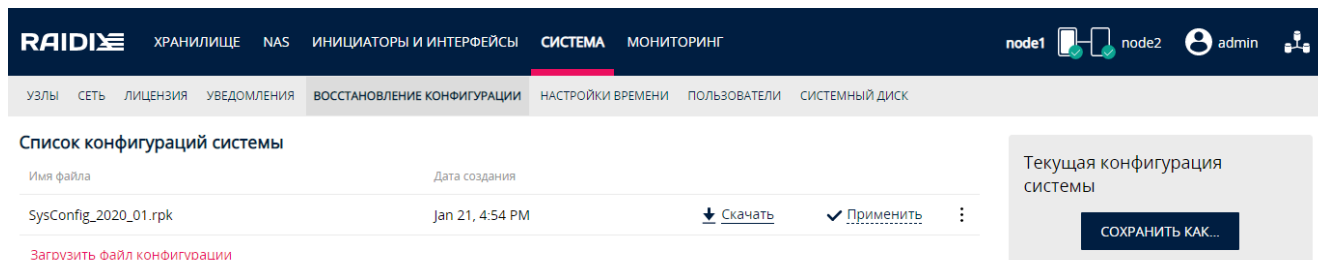 RAIDIX ХРАНИЛИЩЕ NAS ИНИЦИАТОРЫ И ИНТЕРФЕЙСЫ СИСТЕМА МОНИТОРИНГ node1 node2 admin
УЗЛЫ СЕТЬ ЛИЦЕНЗИЯ УВЕДОМЛЕНИЯ ВОССТАНОВЛЕНИЕ КОНФИГУРАЦИИ НАСТРОЙКИ ВРЕМЕНИ ПОЛЬЗОВАТЕЛИ СИСТЕМНЫЙ ДИСК
Список конфигураций системы
Имя файла Дата создания
SysConfig_2020_01.rpk Jan 21, 4:54 PM Скачать Применить
Загрузить файл конфигурации
Текущая конфигурация
системы
СОХРАНИТЬ КАК...